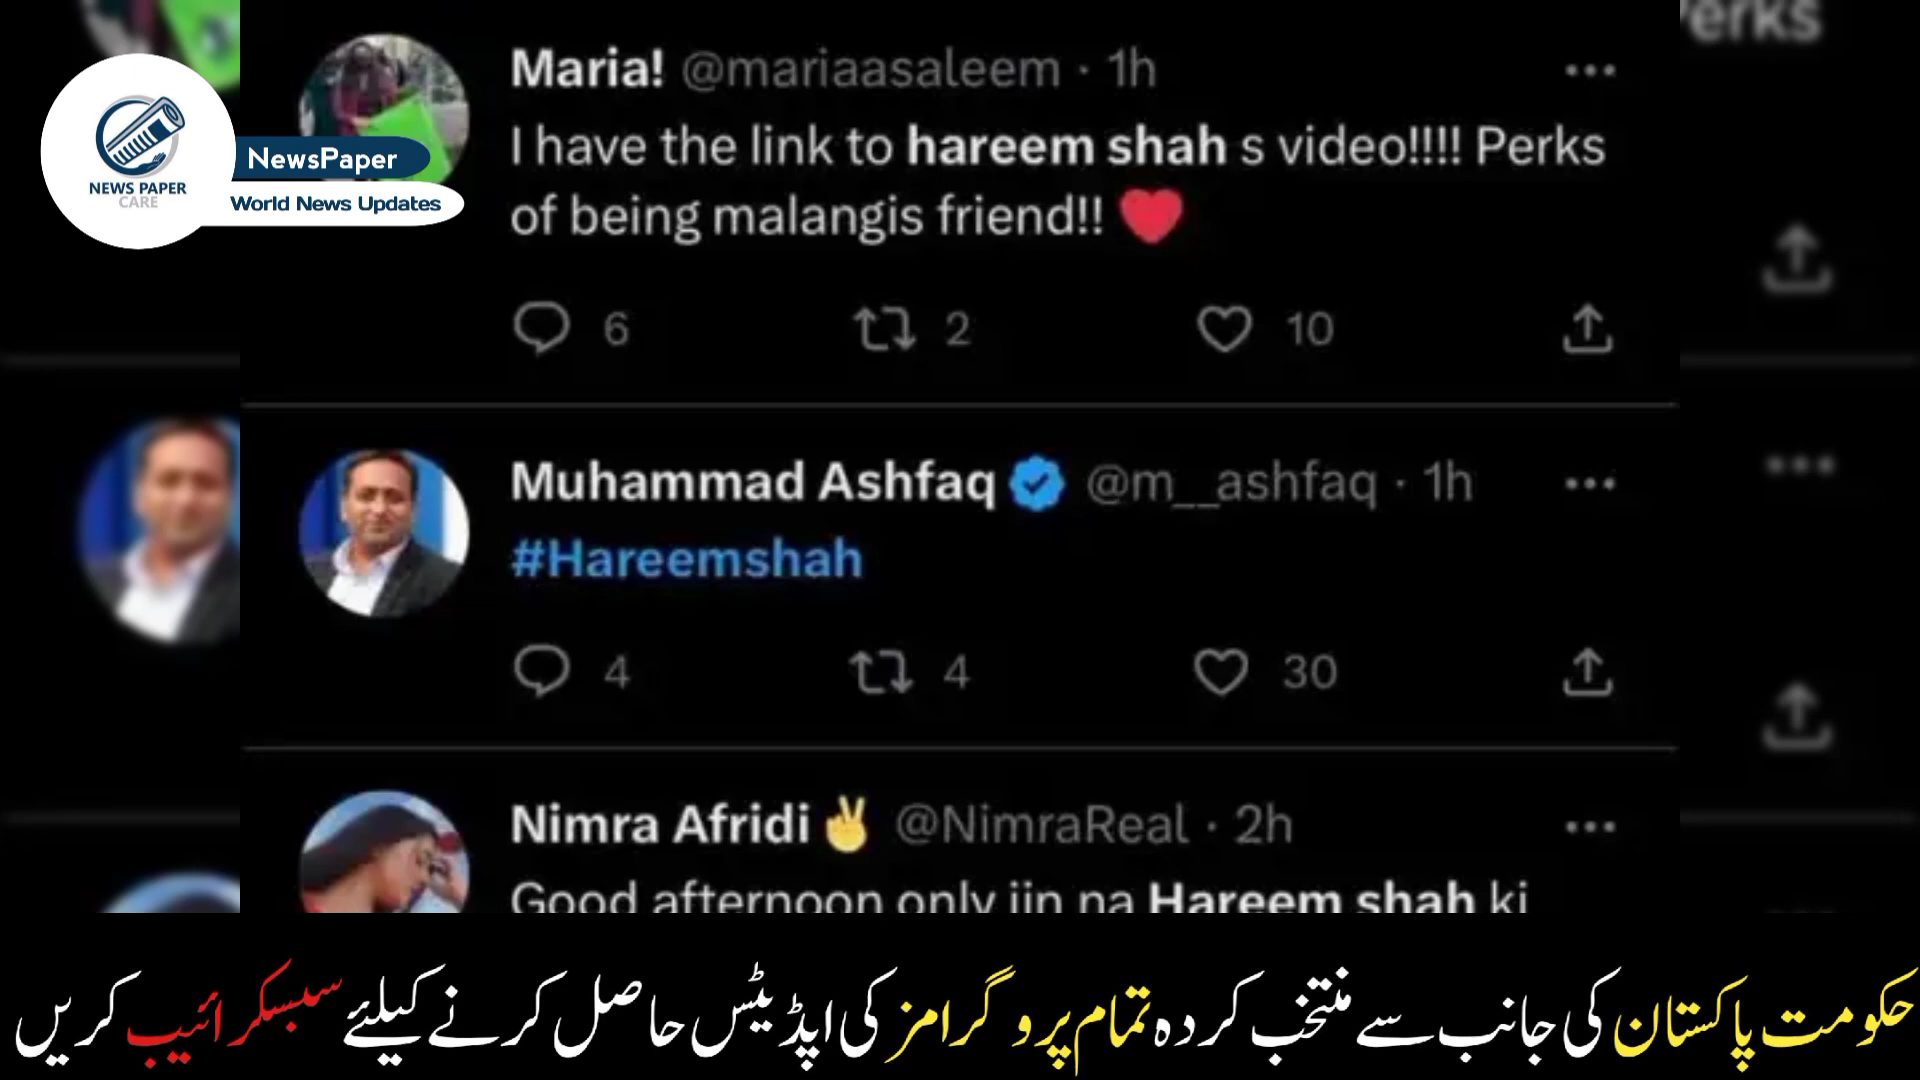 erks
Maria! @mariaasaleem · 1h
I have the link to hareem shah s video!!!! Perks
of being malangis friend!! ❤️
6 2 10
NEWS PAPER
CARE
NewsPaper
World News Updates
Muhammad Ashfaq @m__ashfaq · 1h
#Hareemshah
4 4 30
Nimra Afridi ✌️ @NimraReal · 2h
Good afternoon only jin na Hareem shah ki
حکومت پاکستان کی جانب سے منتخب کردہ تمام پروگرامز کی اپڈیٹس حاصل کرنے کیلئے سبسکرائیب کریں